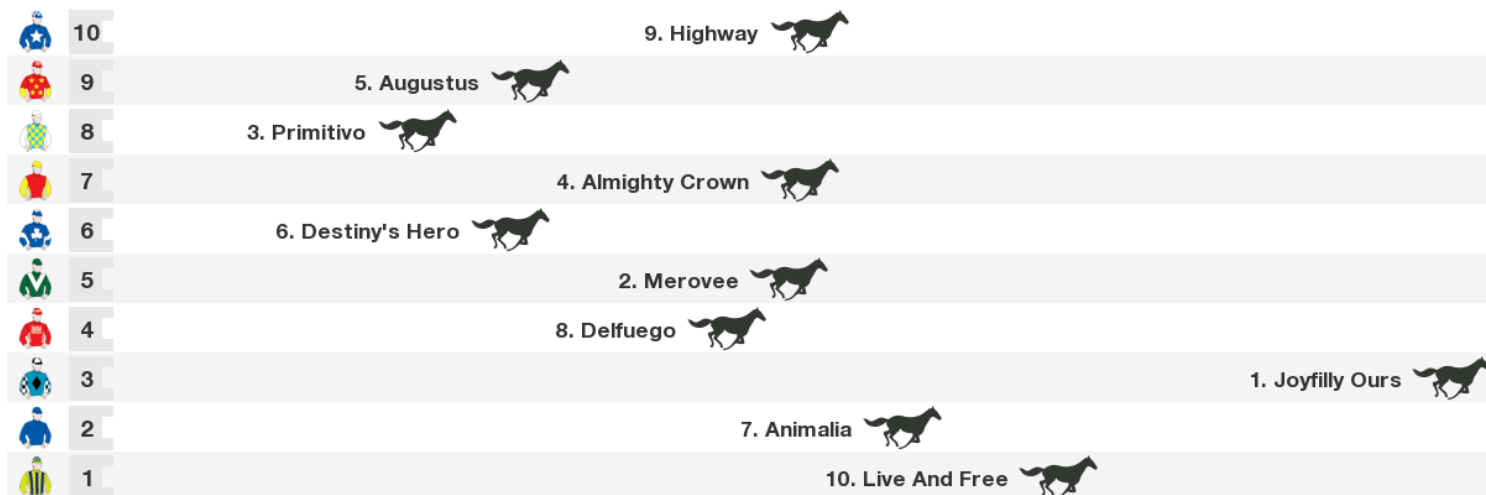 10 9. Highway
9 5. Augustus
8 3. Primitivo
7 4. Almighty Crown
6 6. Destiny's Hero
5 2. Merovee
4 8. Delfuego
3 1. Joyfilly Ours
2 7. Animalia
1 10. Live And Free